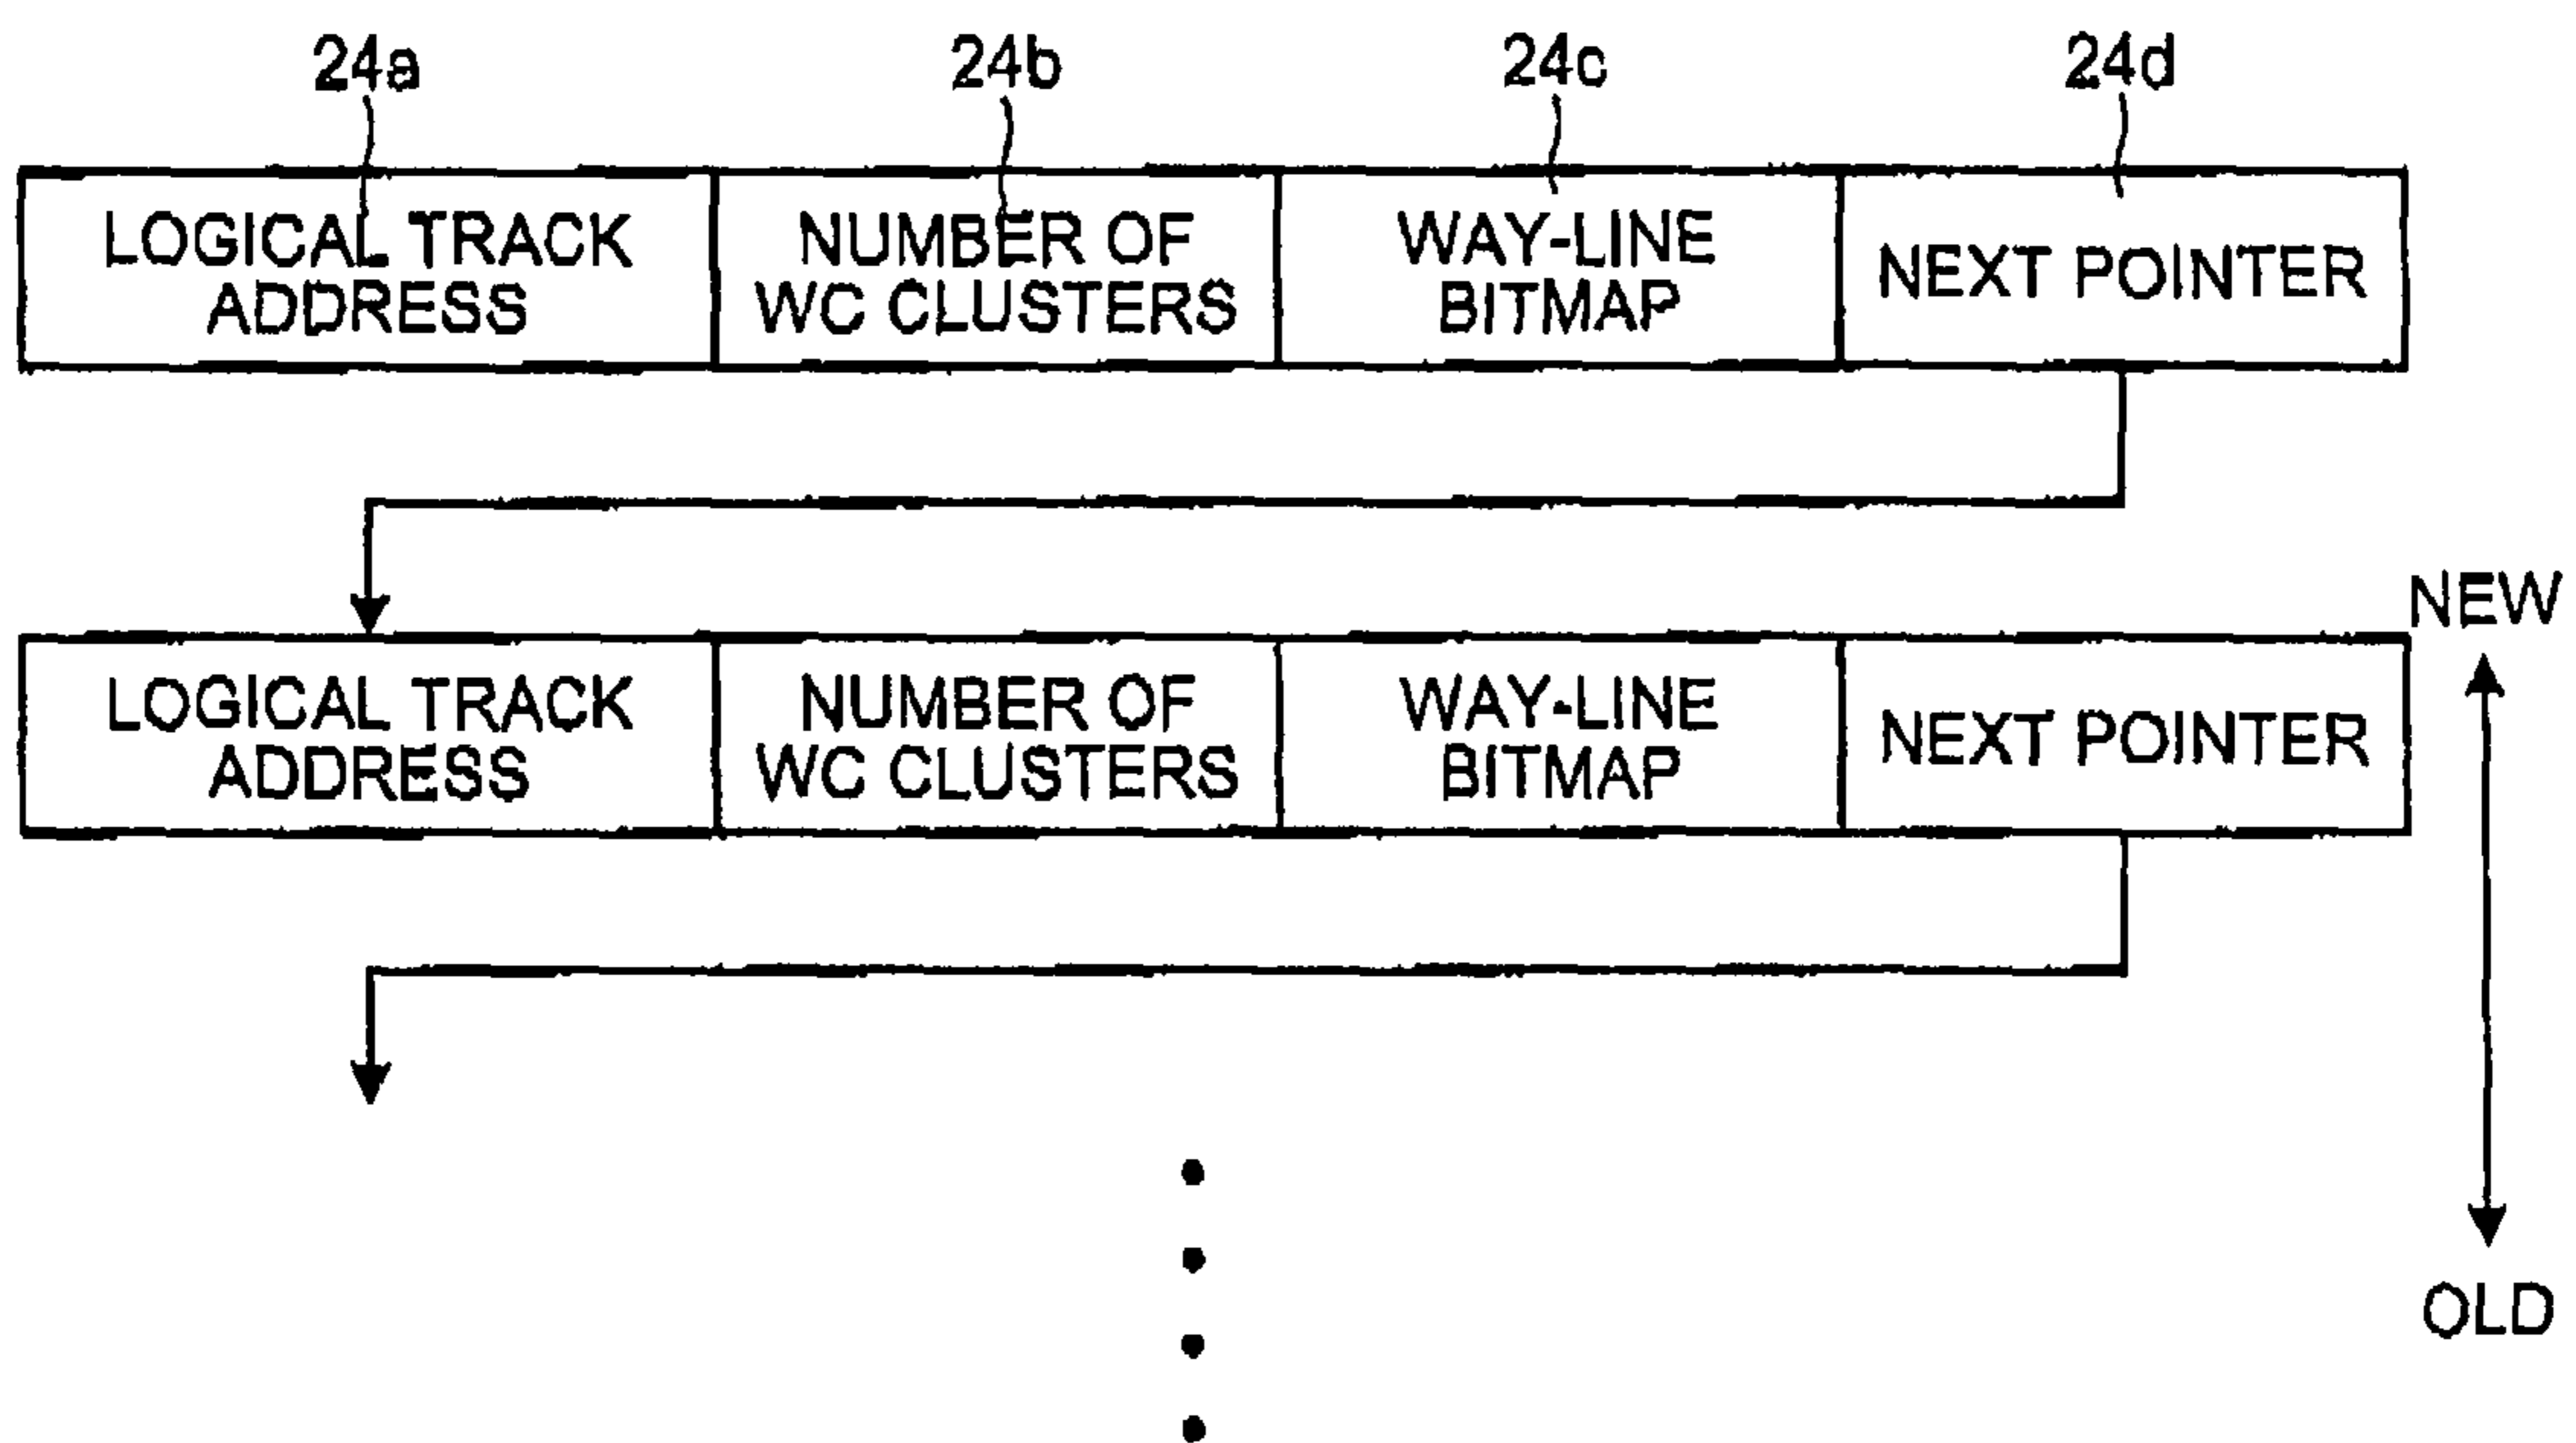 24a 24b 24c 24d
LOGICAL TRACK ADDRESS
NUMBER OF WC CLUSTERS
WAY-LINE BITMAP
NEXT POINTER
NEW
LOGICAL TRACK ADDRESS
NUMBER OF WC CLUSTERS
WAY-LINE BITMAP
NEXT POINTER
OLD